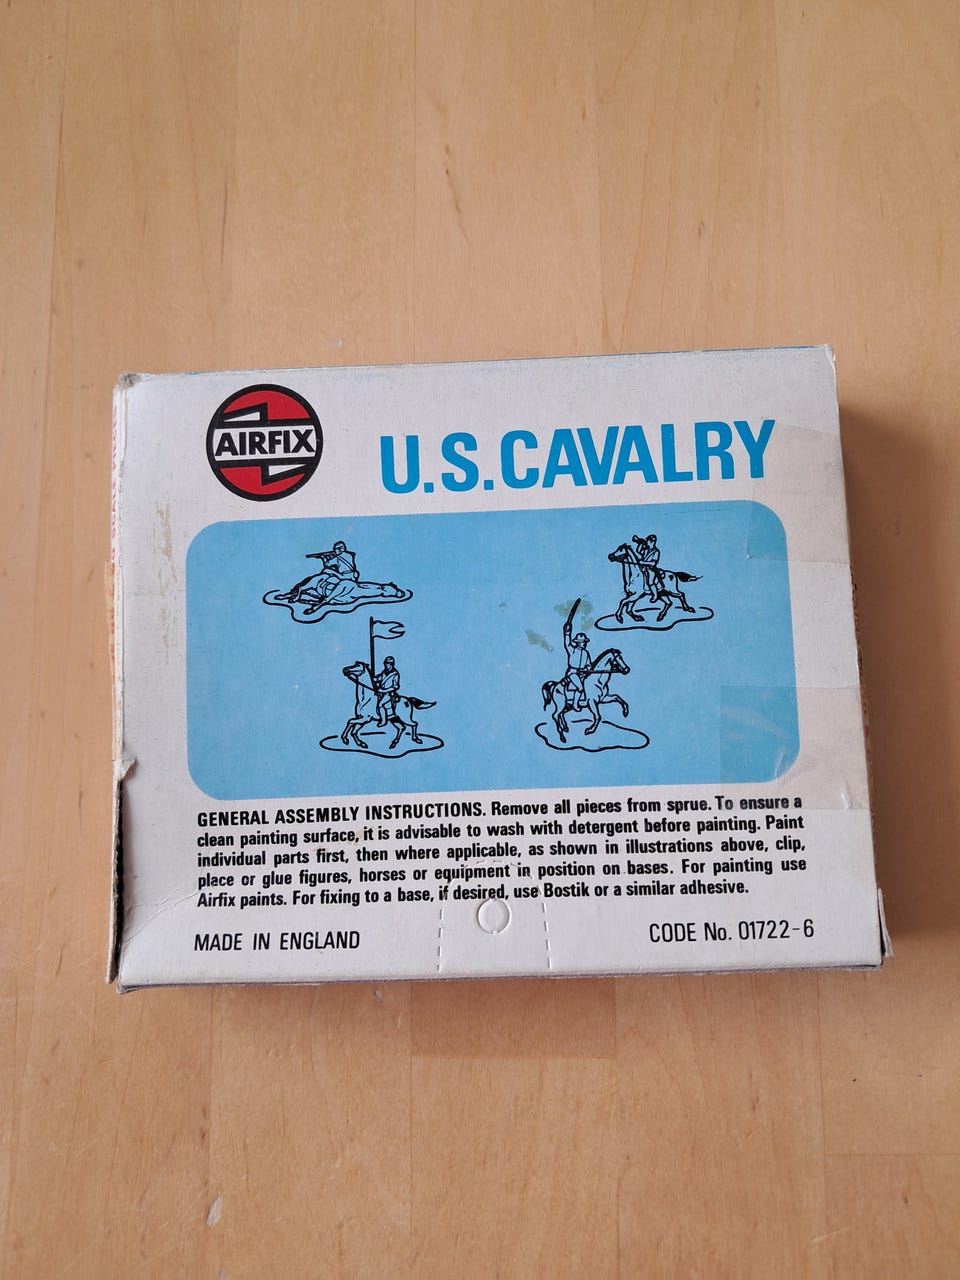 AIRFIX
U.S.CAVALRY
GENERAL ASSEMBLY INSTRUCTIONS. Remove all pieces from sprue. To ensure a
clean painting surface, it is advisable to wash with detergent before painting. Paint
individual parts first, then where applicable, as shown in illustrations above, clip,
place or glue figures, horses or equipment in position on bases. For painting use
Airfix paints. For fixing to a base, if desired, use Bostik or a similar adhesive.
MADE IN ENGLAND
CODE No. 01722-6